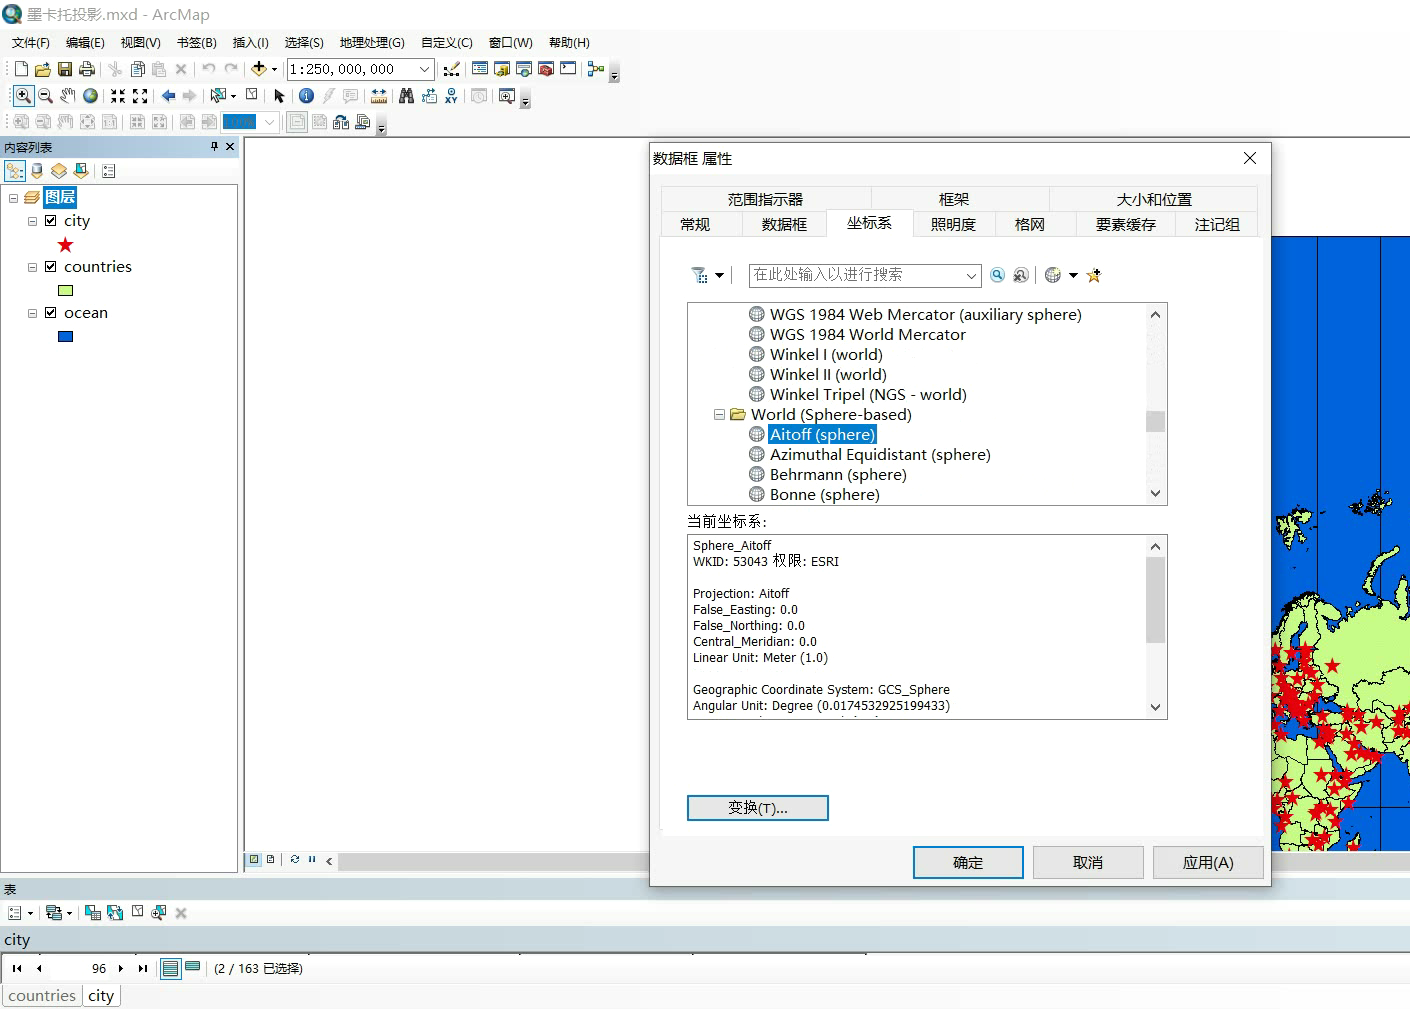 墨卡托投影.mxd - ArcMap
文件(F) 编辑(E) 视图(V) 书签(B) 插入(I) 选择(S) 地理处理(G) 自定义(C) 窗口(W) 帮助(H)
1:250,000,000
内容列表
图层
city
countries
ocean
数据框 属性
范围指示器 框架 大小和位置
常规 数据框 坐标系 照明度 格网 要素缓存 注记组
在此处输入以进行搜索
WGS 1984 Web Mercator (auxiliary sphere)
WGS 1984 World Mercator
Winkel I (world)
Winkel II (world)
Winkel Tripel (NGS - world)
World (Sphere-based)
Aitoff (sphere)
Azimuthal Equidistant (sphere)
Behrmann (sphere)
Bonne (sphere)
当前坐标系:
Sphere_Aitoff
WKID: 53043 权限: ESRI
Projection: Aitoff
False_Easting: 0.0
False_Northing: 0.0
Central_Meridian: 0.0
Linear Unit: Meter (1.0)
Geographic Coordinate System: GCS_Sphere
Angular Unit: Degree (0.0174532925199433)
变换(T)...
确定 取消 应用(A)
表
city
96 (2 / 163 已选择)
countries city